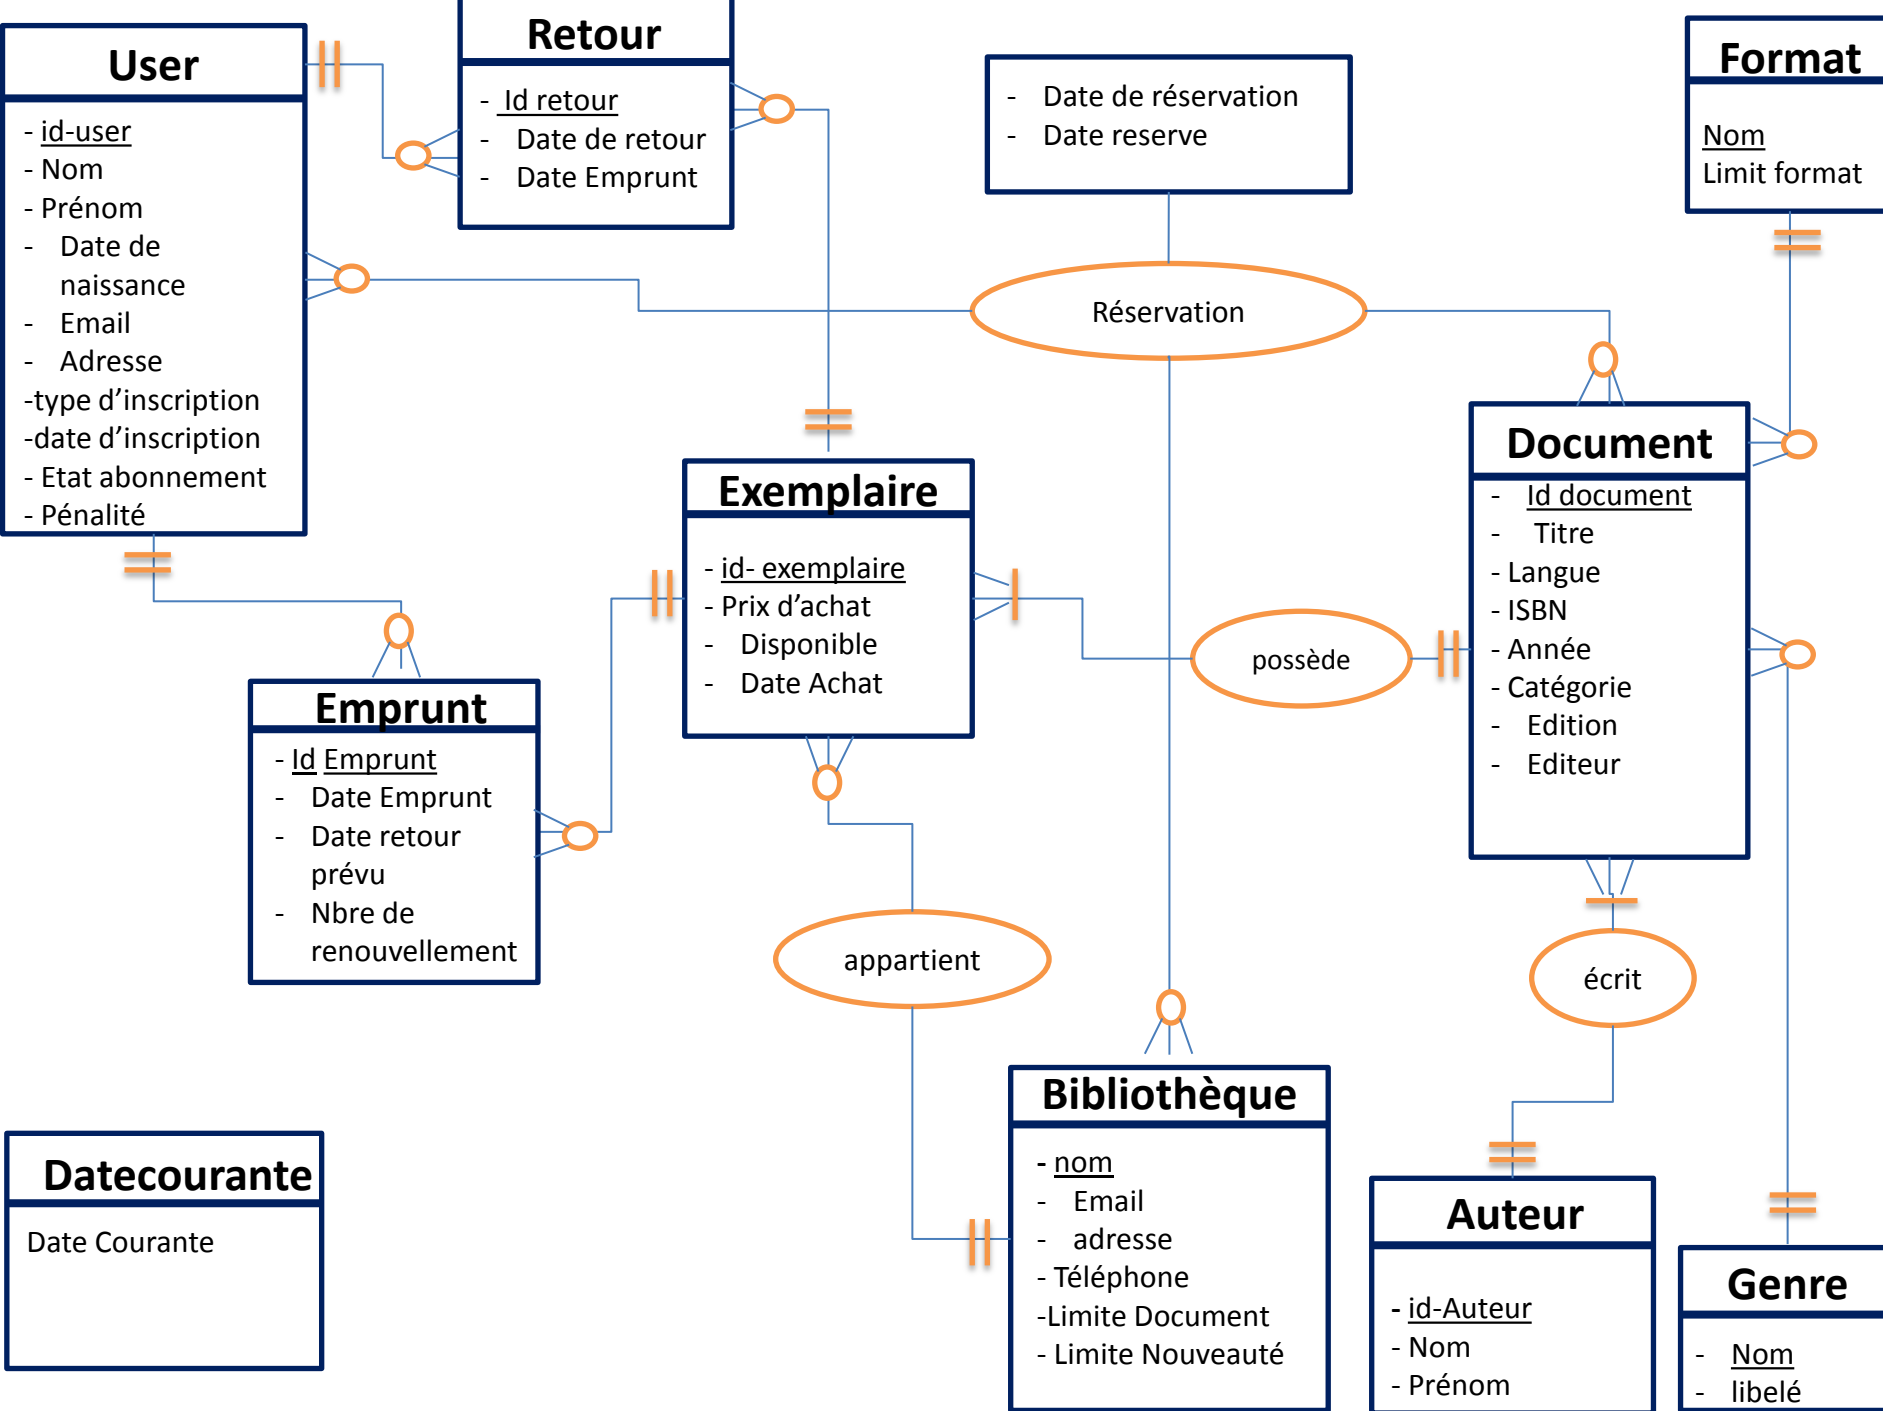 User
- id-user
- Nom
- Prénom
- Date de
naissance
- Email
- Adresse
-type d’inscription
-date d’inscription
- Etat abonnement
- Pénalité
Retour
- Id retour
- Date de retour
- Date Emprunt
- Date de réservation
- Date reserve
Format
Nom
Limit format
Réservation
Exemplaire
- id- exemplaire
- Prix d’achat
- Disponible
- Date Achat
Document
- Id document
- Titre
- Langue
- ISBN
- Année
- Catégorie
- Edition
- Editeur
possède
Emprunt
- Id Emprunt
- Date Emprunt
- Date retour
prévu
- Nbre de
renouvellement
appartient
écrit
Bibliothèque
- nom
- Email
- adresse
- Téléphone
-Limite Document
- Limite Nouveauté
Datecourante
Date Courante
Auteur
- id-Auteur
- Nom
- Prénom
Genre
- Nom
- libelé